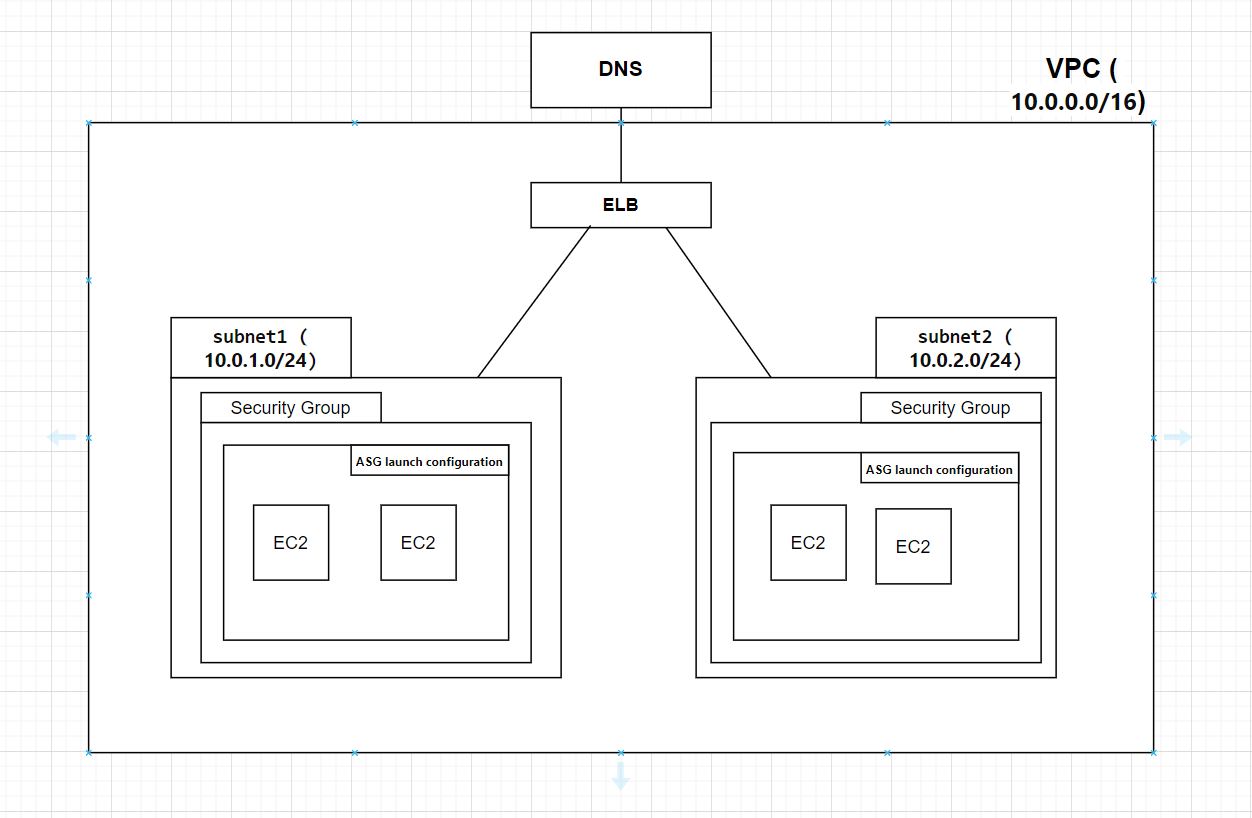 DNS
VPC (
10.0.0.0/16)
ELB
subnet1 (
10.0.1.0/24)
subnet2 (
10.0.2.0/24)
Security Group
Security Group
ASG launch configuration
ASG launch configuration
EC2
EC2
EC2
EC2